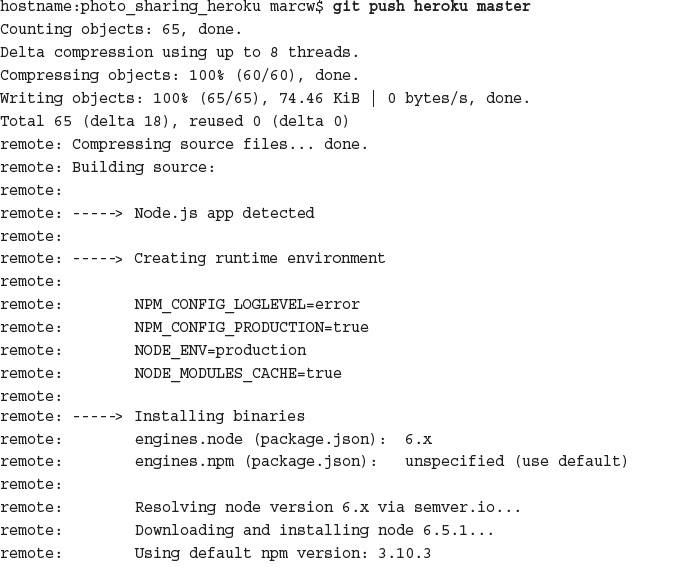 hostname:photo_sharing_heroku marcw$ git push heroku master
Counting objects: 65, done.
Delta compression using up to 8 threads.
Compressing objects: 100% (60/60), done.
Writing objects: 100% (65/65), 74.46 KiB | 0 bytes/s, done.
Total 65 (delta 18), reused 0 (delta 0)
remote: Compressing source files... done.
remote: Building source:
remote:
remote: -----> Node.js app detected
remote:
remote: -----> Creating runtime environment
remote:
remote:        NPM_CONFIG_LOGLEVEL=error
remote:        NPM_CONFIG_PRODUCTION=true
remote:        NODE_ENV=production
remote:        NODE_MODULES_CACHE=true
remote:
remote: -----> Installing binaries
remote:        engines.node (package.json):  6.x
remote:        engines.npm (package.json):   unspecified (use default)
remote:
remote:        Resolving node version 6.x via semver.io...
remote:        Downloading and installing node 6.5.1...
remote:        Using default npm version: 3.10.3